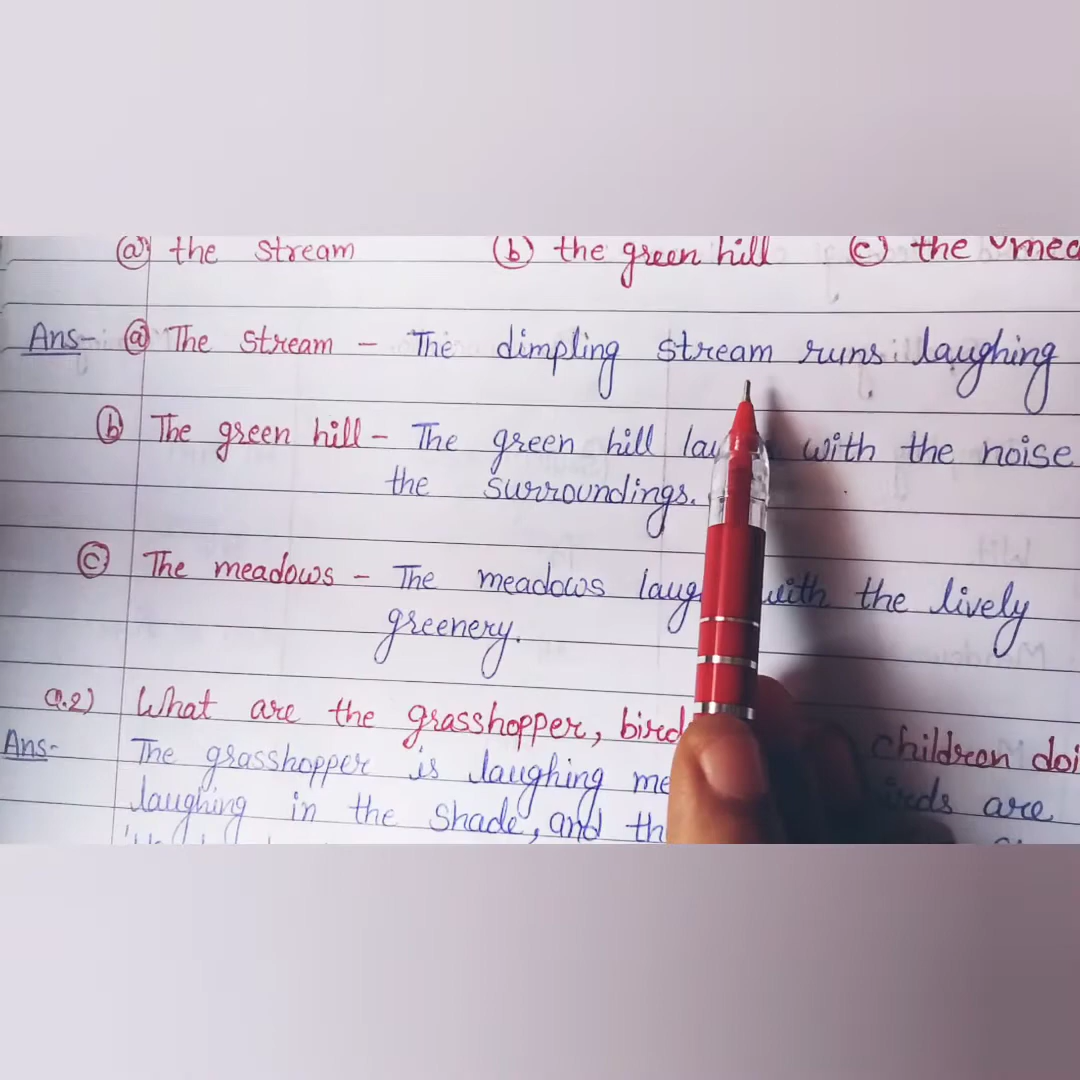 (a) the stream (b) the green hill (c) the
Ans- (a) The stream - The dimpling stream runs laughing
(b) The green hill - The green hill with the noise
the surroundings.
(c) The meadows - The meadows with the lively
greenery.
Q.2) What are the grasshopper, children
Ans- The grasshopper is laughing are
laughing in the shade, and